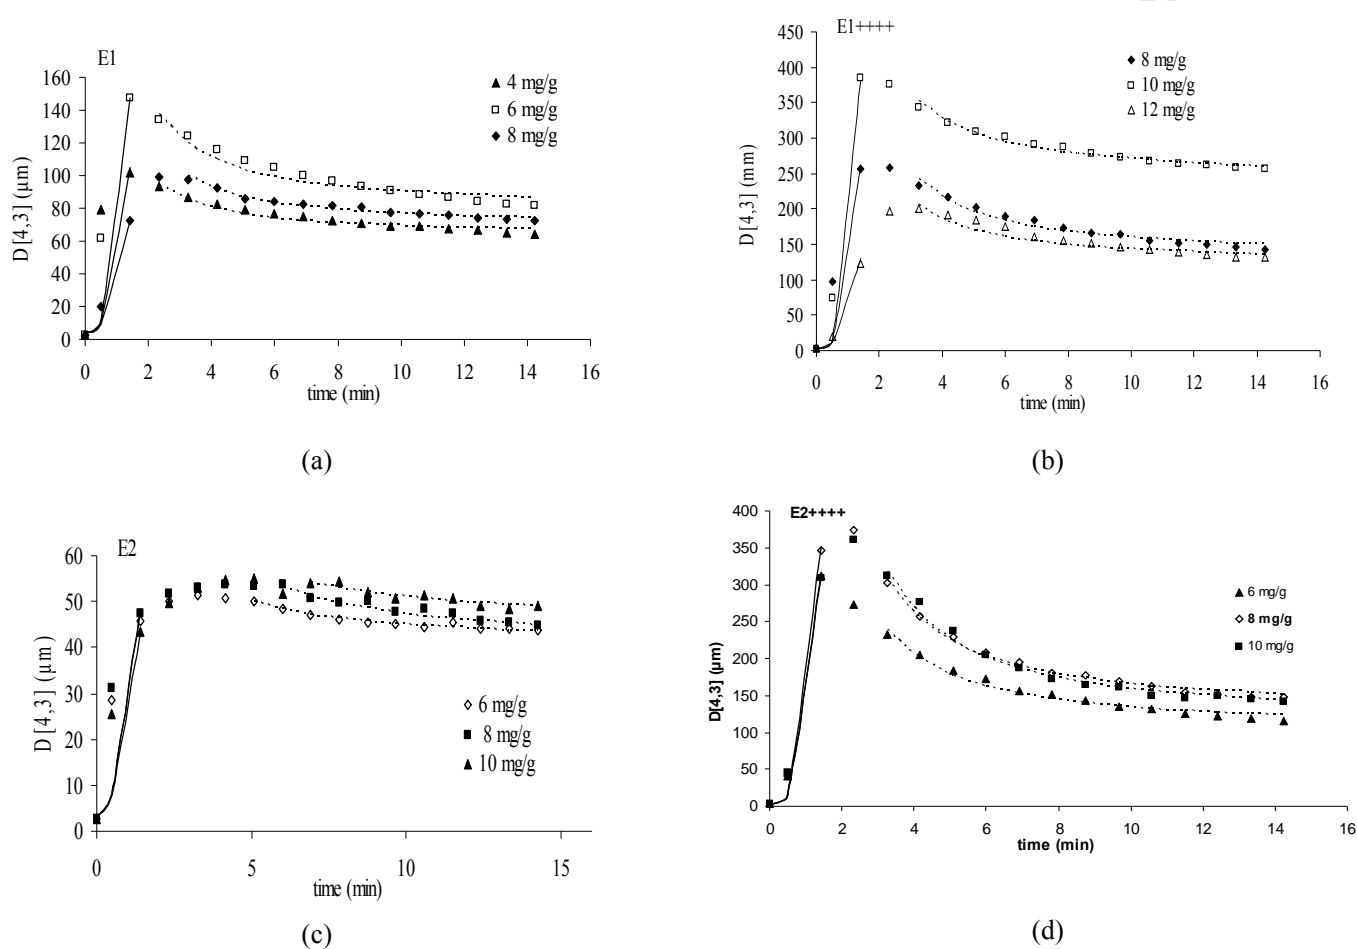 E1
160
140
120
100
80
60
40
20
0
D[4,3] (µm)
4 mg/g
6 mg/g
8 mg/g
0 2 4 6 8 10 12 14 16
time (min)
(a)
E1++++
450
400
350
300
250
200
150
100
50
0
D[4,3] (mm)
8 mg/g
10 mg/g
12 mg/g
0 2 4 6 8 10 12 14 16
time (min)
(b)
E2
60
50
40
30
20
10
0
D[4,3] (µm)
6 mg/g
8 mg/g
10 mg/g
0 5 10 15
time (min)
(c)
E2++++
400
350
300
250
200
150
100
50
0
D[4,3] (µm)
6 mg/g
8 mg/g
10 mg/g
0 2 4 6 8 10 12 14 16
time (min)
(d)